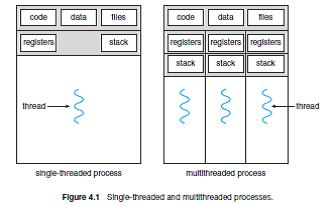 code data files
registers stack
thread
single-threaded process
code data files
registers registers registers
stack stack stack
thread
multithreaded process
Figure 4.1 Single-threaded and multithreaded processes.